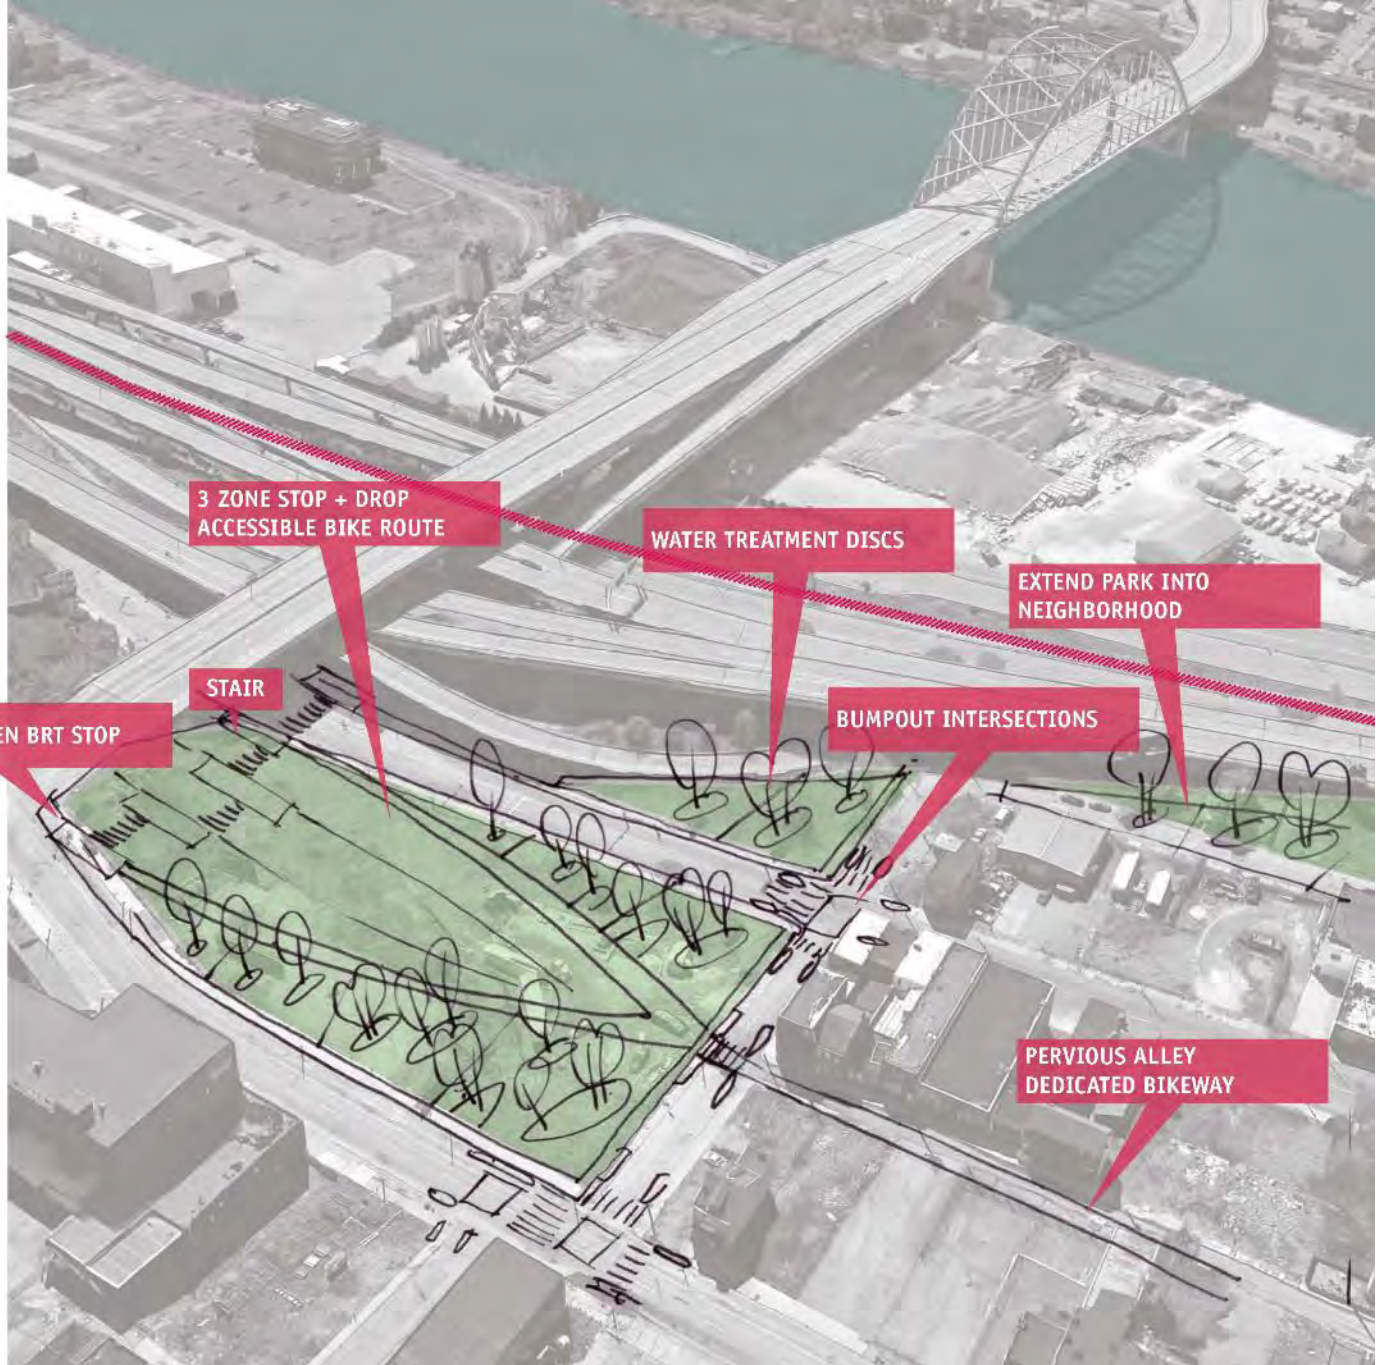 3 ZONE STOP + DROP
ACCESSIBLE BIKE ROUTE
WATER TREATMENT DISCS
EXTEND PARK INTO
NEIGHBORHOOD
STAIR
BUMPOUT INTERSECTIONS
BRT STOP
PERVIOUS ALLEY
DEDICATED BIKEWAY